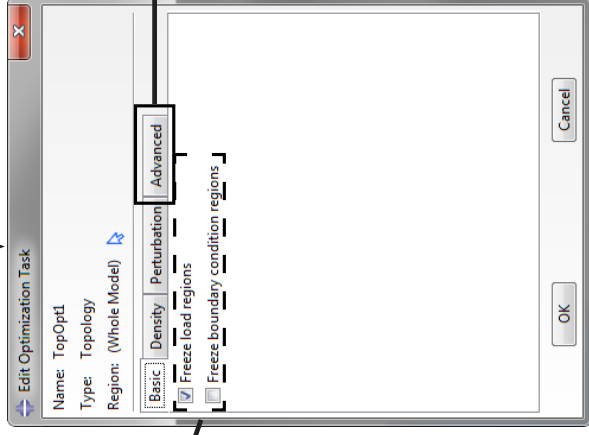 Edit Optimization Task
Name: TopOpt1
Type: Topology
Region: (Whole Model)
Basic Density Perturbation Advanced
Freeze load regions
Freeze boundary condition regions
OK Cancel